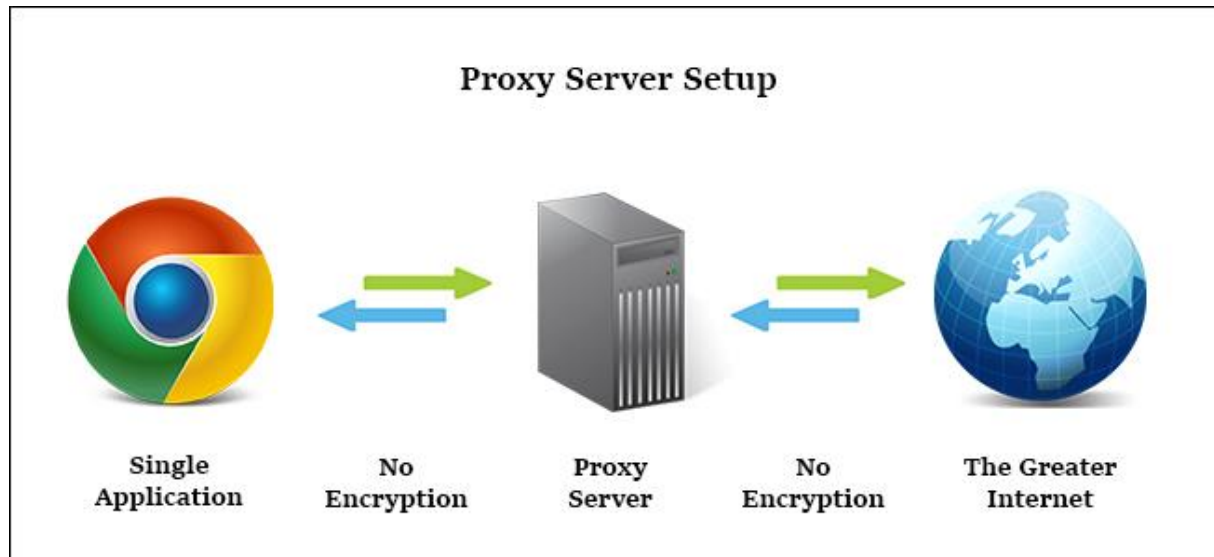 Proxy Server Setup
Single
Application
No
Encryption
Proxy
Server
No
Encryption
The Greater
Internet